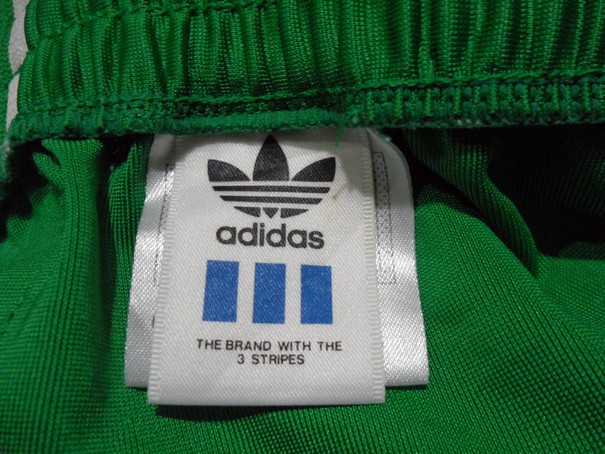 adidas
THE BRAND WITH THE
3 STRIPES